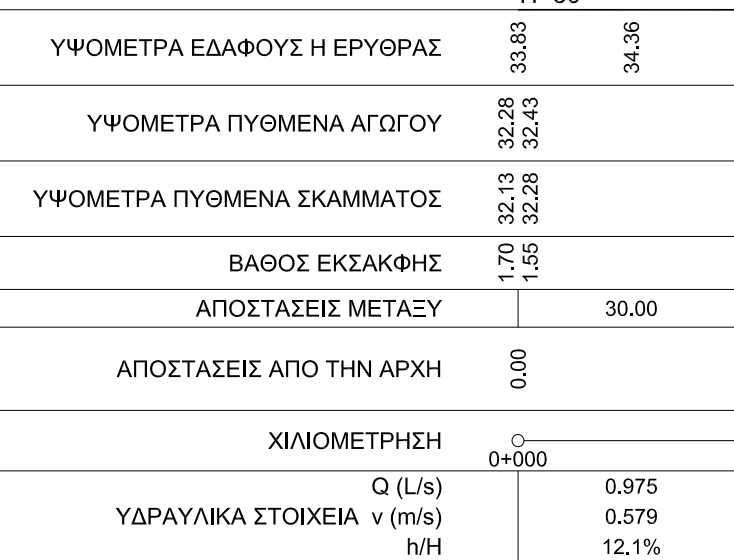 ΥΨΟΜΕΤΡΑ ΕΔΑΦΟΥΣ Η ΕΡΥΘΡΑΣ 33.83 34.36
ΥΨΟΜΕΤΡΑ ΠΥΘΜΕΝΑ ΑΓΩΓΟΥ 32.28 32.43
ΥΨΟΜΕΤΡΑ ΠΥΘΜΕΝΑ ΣΚΑΜΜΑΤΟΣ 32.13 32.28
ΒΑΘΟΣ ΕΚΣΑΚΦΗΣ 1.70 1.55
ΑΠΟΣΤΑΣΕΙΣ ΜΕΤΑΞΥ 30.00
ΑΠΟΣΤΑΣΕΙΣ ΑΠΟ ΤΗΝ ΑΡΧΗ 0.00
ΧΙΛΙΟΜΕΤΡΗΣΗ
0+000
Q (L/s) 0.975
ΥΔΡΑΥΛΙΚΑ ΣΤΟΙΧΕΙΑ v (m/s) 0.579
h/H 12.1%